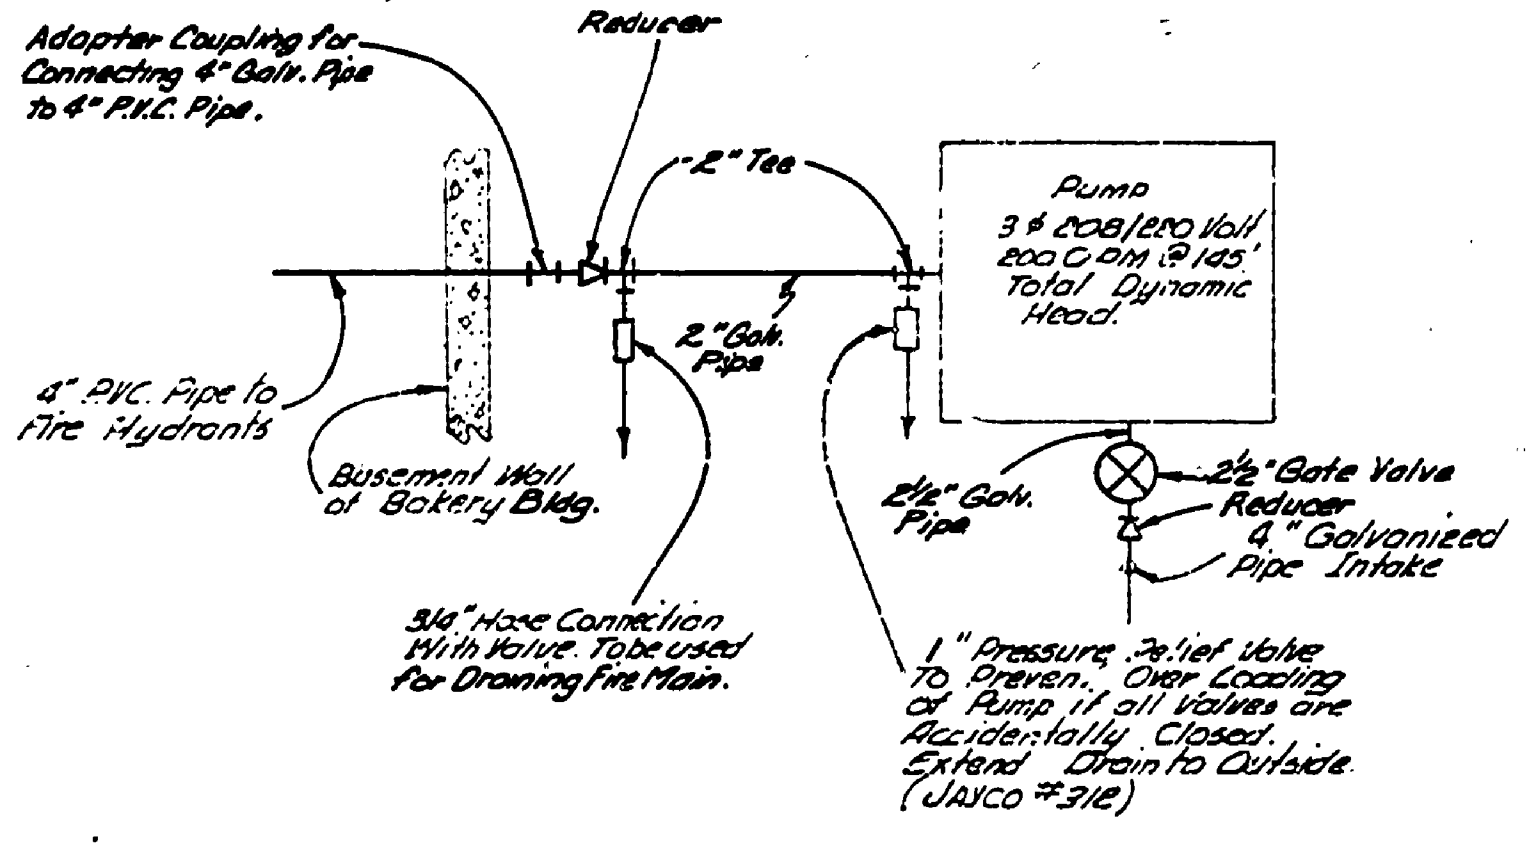 Adapter Coupling for
Connecting 4" Galv. Pipe
to 4" P.V.C. Pipe.
Reducer
2" Tee
Pump
3 φ 208/220 Volt
200 G PM @ 145'
Total Dynamic
Head.
2" Galv.
Pipe
4" P.V.C. Pipe to
Fire Hydrants
Basement Wall
of Bakery Bldg.
2½" Galv.
Pipe
2½" Gate Valve
Reducer
4" Galvanized
Pipe Intake
3/4" Hose Connection
With Valve. To be used
for Draining Fire Main.
1" Pressure Relief Valve
To Preven. Over Loading
of Pump if all Valves are
Accidentally Closed.
Extend Drain to Outside.
(JAYCO #312)